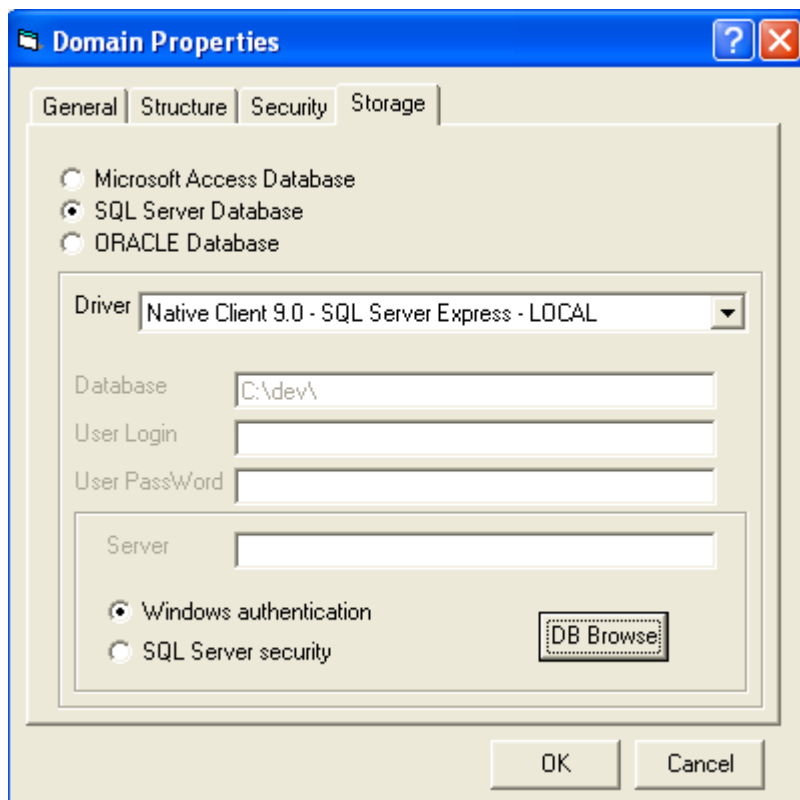 Domain Properties
General Structure Security Storage
Microsoft Access Database
SQL Server Database
ORACLE Database
Driver Native Client 9.0 - SQL Server Express - LOCAL
Database C:\dev\
User Login
User PassWord
Server
Windows authentication
SQL Server security
DB Browse
OK Cancel